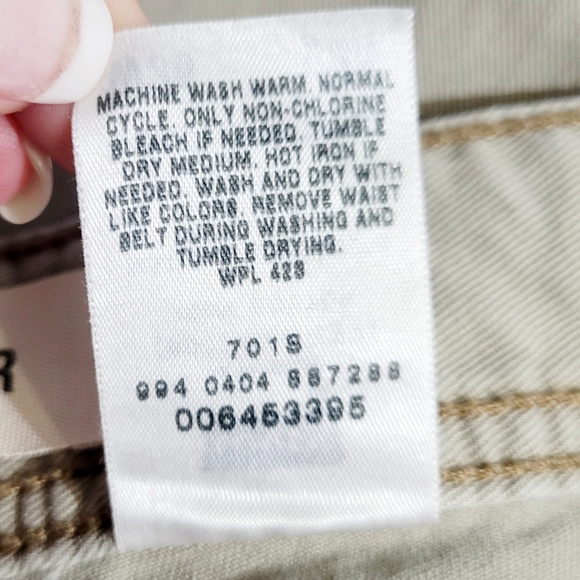 MACHINE WASH WARM, NORMAL
CYCLE. ONLY NON-CHLORINE
BLEACH IF NEEDED. TUMBLE
DRY MEDIUM. HOT IRON IF
NEEDED. WASH AND DRY WITH
LIKE COLORS. REMOVE WAIST
BELT DURING WASHING AND
TUMBLE DRYING.
WPL 423
701S
994 0404 887288
006453395
R